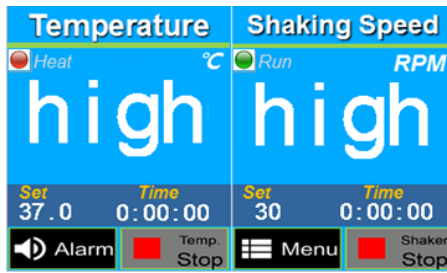 Temperature Shaking Speed
Heat °C Run RPM
high high
Set Time Set Time
37.0 0:00:00 30 0:00:00
Alarm Temp. Stop Menu Shaker Stop